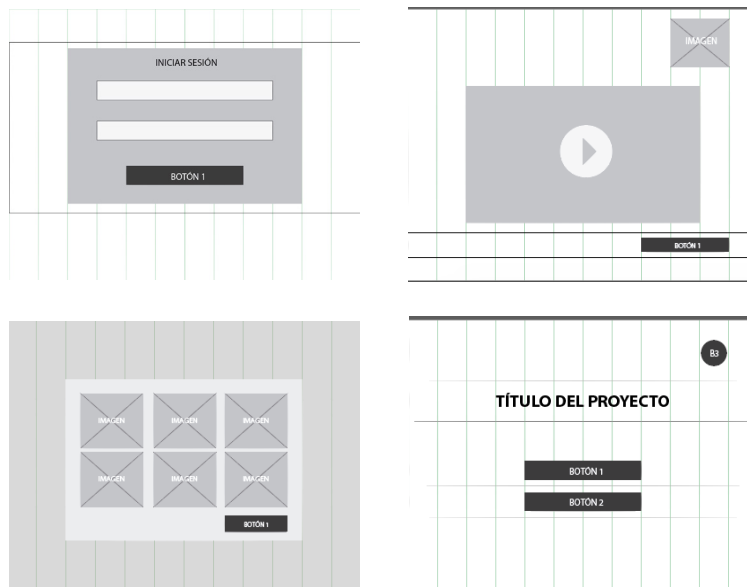 INICIAR SESIÓN
BOTÓN 1
IMAGEN
BOTÓN 1
IMAGEN IMAGEN IMAGEN
IMAGEN IMAGEN IMAGEN
BOTÓN 1
B3
TÍTULO DEL PROYECTO
BOTÓN 1
BOTÓN 2